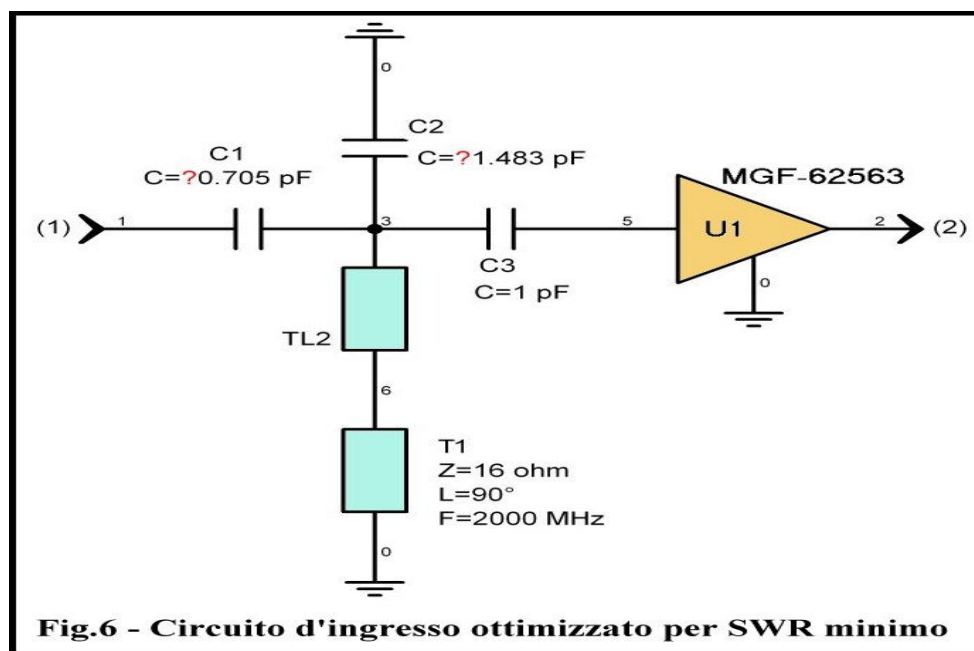 0
C2
C=?1.483 pF
C1
C=?0.705 pF
MGF-62563
(1)
1
3
5
U1
2
(2)
C3
C=1 pF
0
TL2
6
T1
Z=16 ohm
L=90°
F=2000 MHz
0
Fig.6 - Circuito d'ingresso ottimizzato per SWR minimo